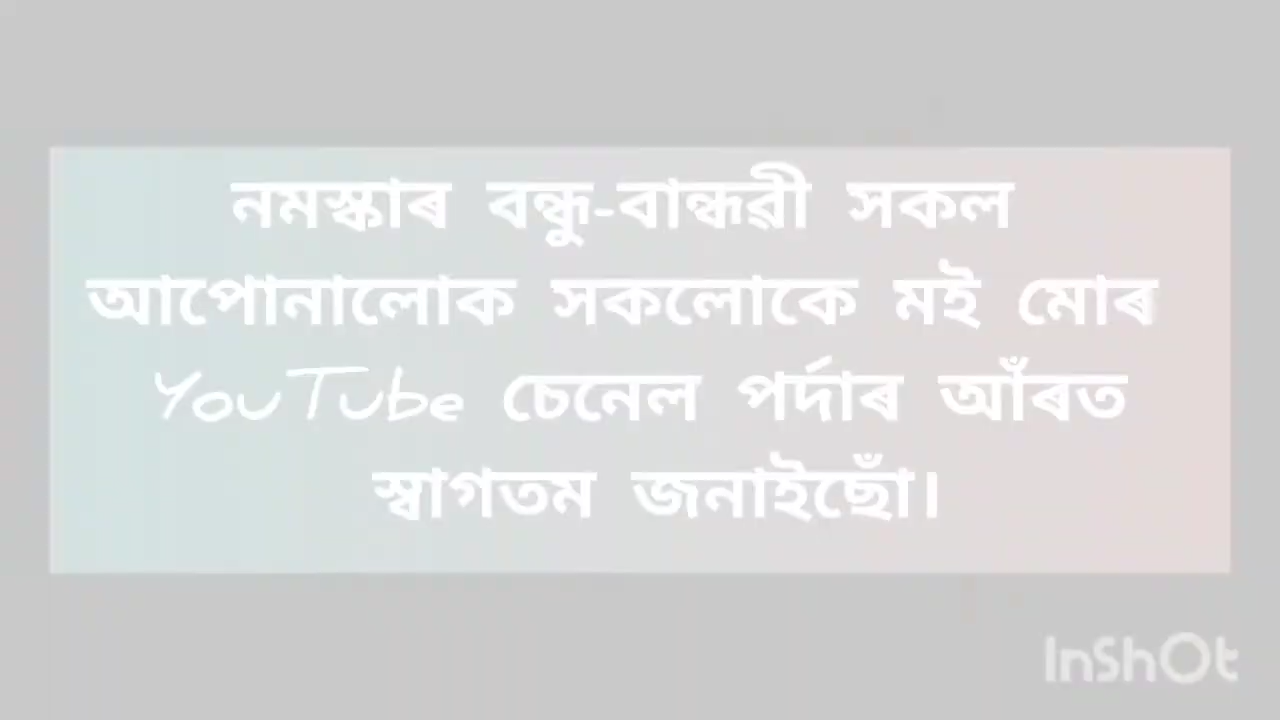 নমস্কাৰ বন্ধু-বান্ধৱী সকল
আপোনালোক সকলোকে মই মোৰ
YouTube চেনেল পৰ্দাৰ আঁৰত
স্বাগতম জনাইছোঁ।
InShOt